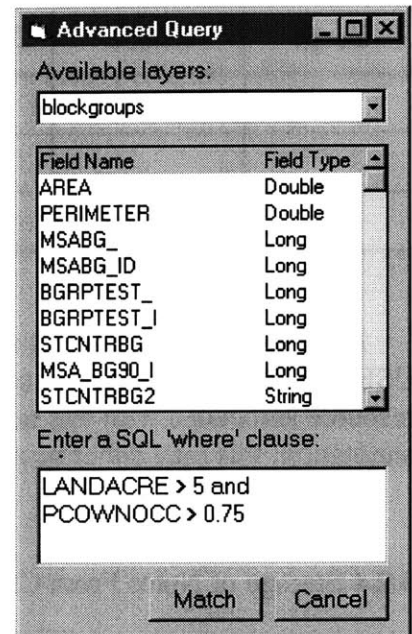 Advanced Query
Available layers:
blockgroups
Field Name Field Type
AREA Double
PERIMETER Double
MSABG_ Long
MSABG_ID Long
BGRPTEST_ Long
BGRPTEST_I Long
STCNTRBG Long
MSA_BG90_I Long
STCNTRBG2 String
Enter a SQL 'where' clause:
LANDACRE > 5 and
PCOWNOCC > 0.75
Match Cancel